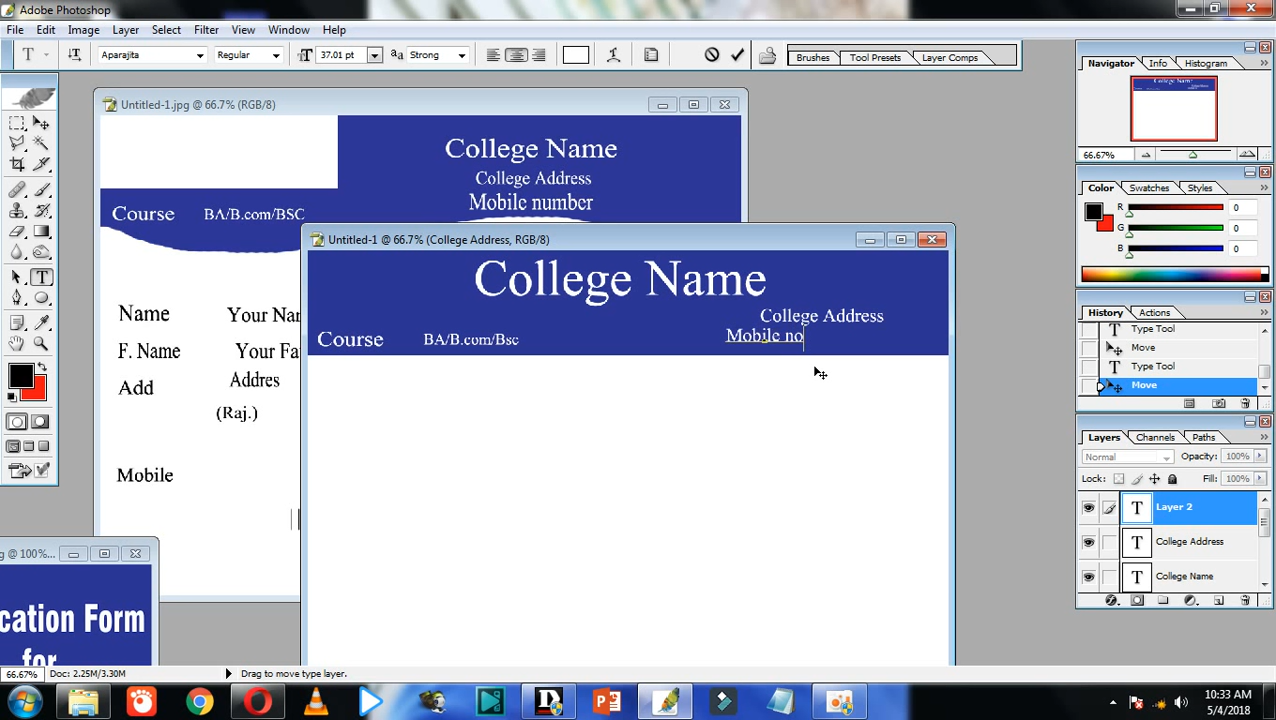 Adobe Photoshop
File Edit Image Layer Select Filter View Window Help
T Aparajita Regular 37.01 pt Strong Brushes Tool Presets Layer Comps
Untitled-1.jpg @ 66.7% (RGB/8)
College Name
College Address
Mobile number
Course BA/B.com/BSC
Name Your Nar
F. Name Your Fa
Add Addres
(Raj.)
Mobile
g @ 100%...
cation Form
for
Untitled-1 @ 66.7% (College Address, RGB/8)
College Name
College Address
Mobile no
Course BA/B.com/Bsc
Navigator Info Histogram
66.67%
Color Swatches Styles
R 0
G 0
B 0
History Actions
Type Tool
Move
Type Tool
Move
Layers Channels Paths
Normal Opacity: 100%
Lock: Fill: 100%
T Layer 2
T College Address
T College Name
66.67% Doc: 2.25M/3.30M Drag to move type layer.
10:33 AM
5/4/2018